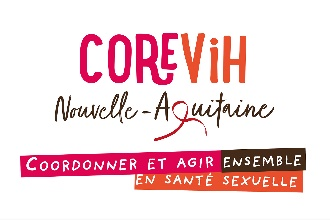 COREVIH
Nouvelle-Aquitaine
COORDONNER ET AGIR ENSEMBLE
EN SANTÉ SEXUELLE